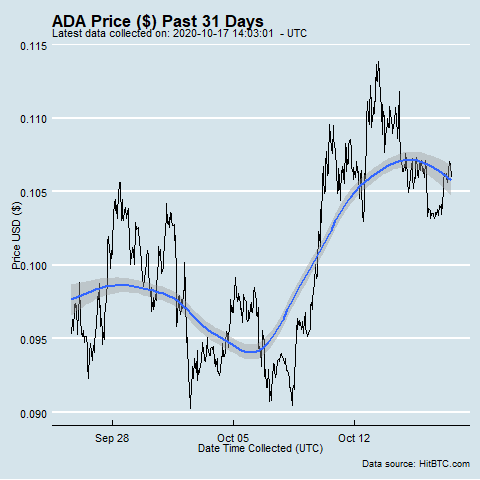 ADA Price ($) Past 31 Days
Latest data collected on: 2020-10-17 14:03:01  - UTC
0.115
0.110
0.105
0.100
0.095
0.090
Price USD ($)
Sep 28
Oct 05
Oct 12
Date Time Collected (UTC)
Data source: HitBTC.com